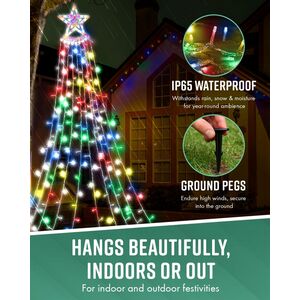 IP65 WATERPROOF
Withstands rain, snow & moisture
for year-round ambience
GROUND PEGS
Endure high winds, secure
into the ground
HANGS BEAUTIFULLY,
INDOORS OR OUT
For indoor and outdoor festivities